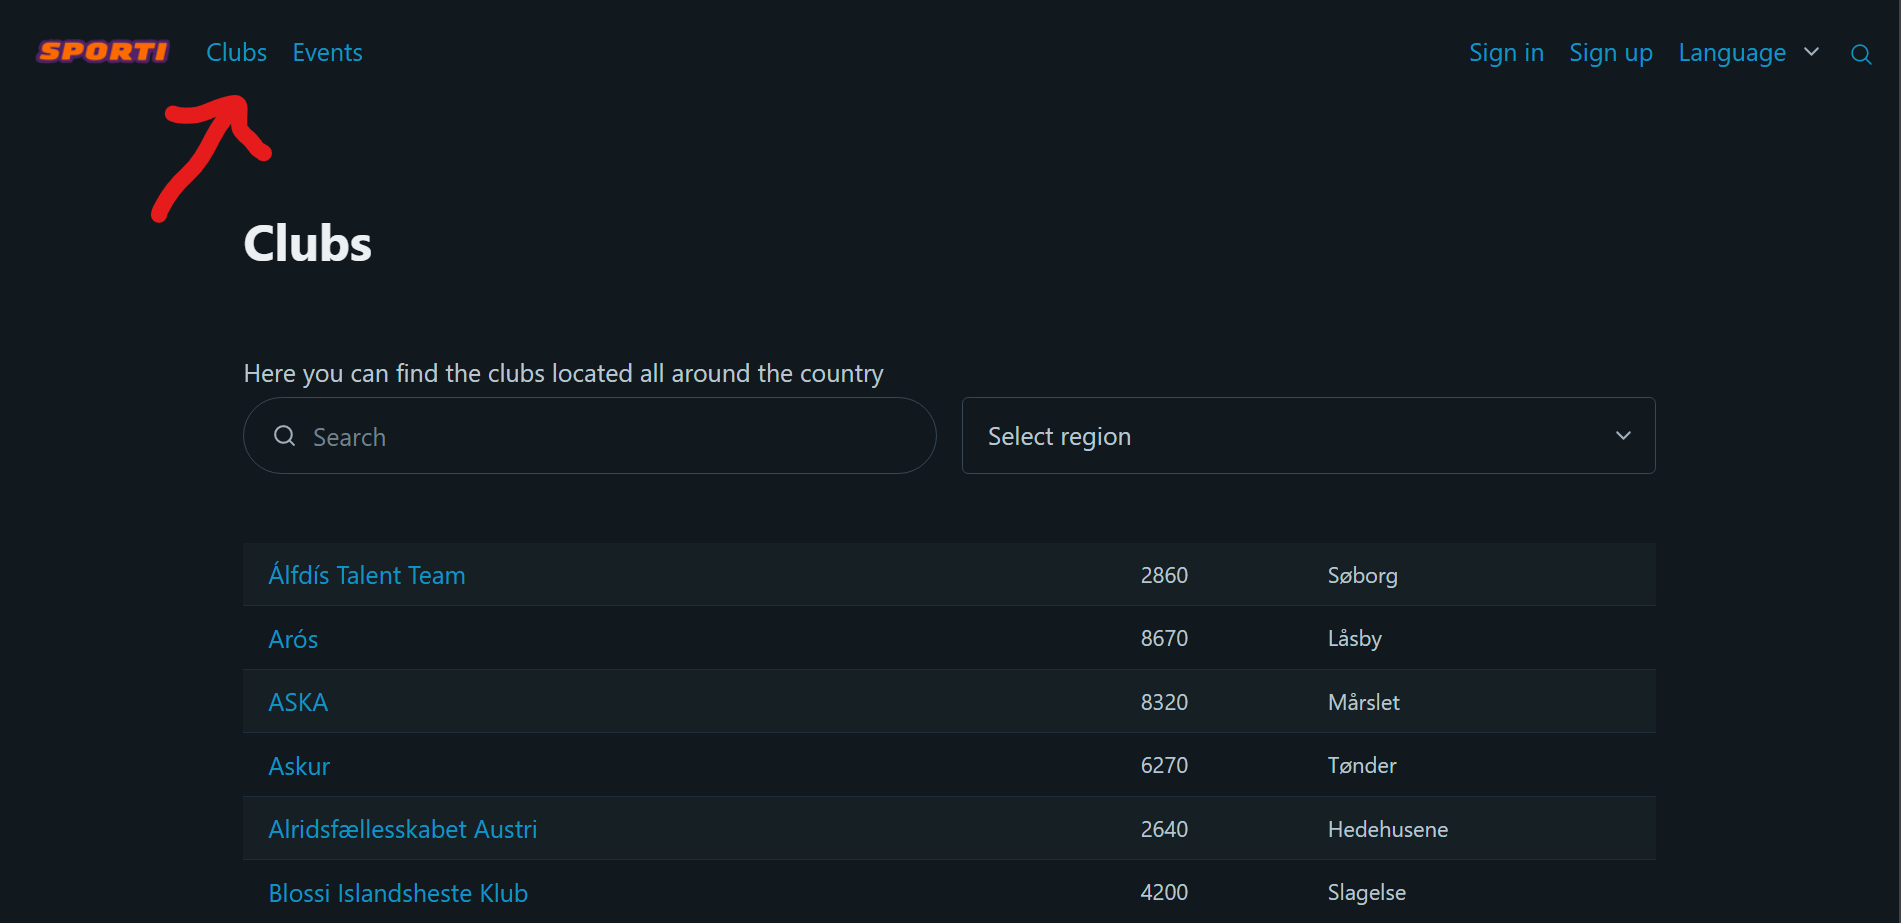 SPORTI Clubs Events Sign in Sign up Language
Clubs
Here you can find the clubs located all around the country
Search Select region
Álfdís Talent Team 2860 Søborg
Arós 8670 Låsby
ASKA 8320 Mårslet
Askur 6270 Tønder
Alridsfællesskabet Austri 2640 Hedehusene
Blossi Islandsheste Klub 4200 Slagelse